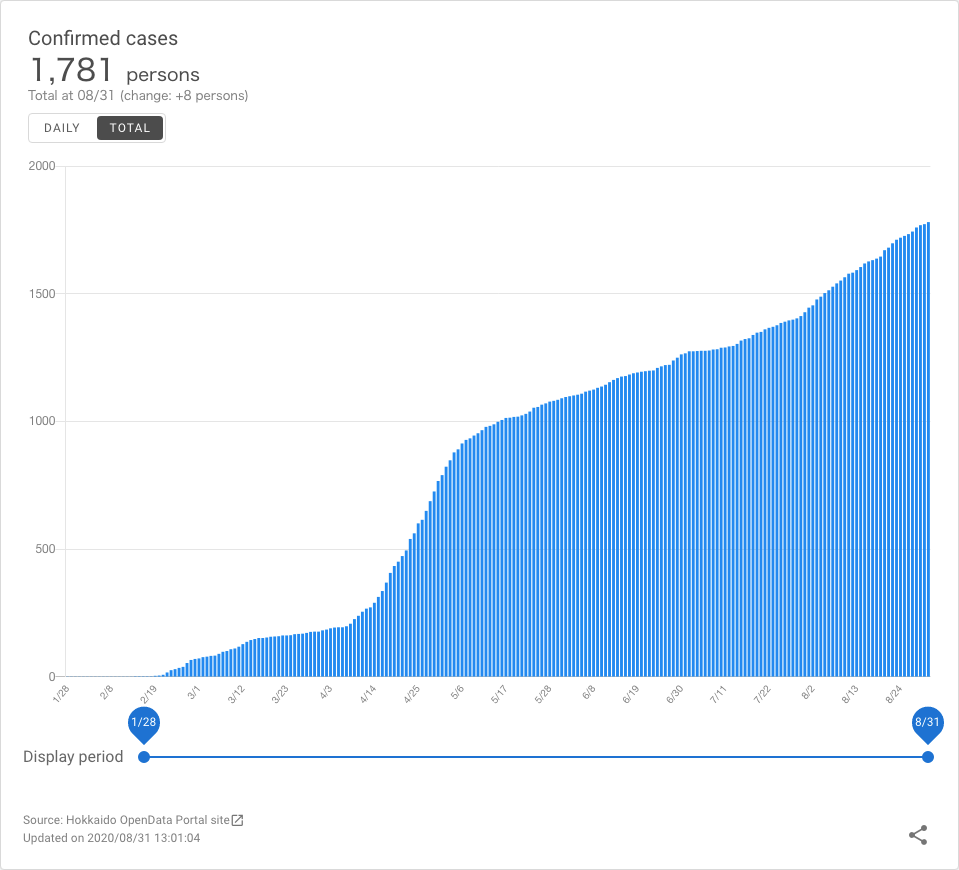 Confirmed cases
1,781 persons
Total at 08/31 (change: +8 persons)
DAILY TOTAL
2000
1500
1000
500
0
1/28 2/8 2/19 3/1 3/12 3/23 4/3 4/14 4/25 5/6 5/17 5/28 6/8 6/19 6/30 7/11 7/22 8/2 8/13 8/24
1/28 8/31
Display period
Source: Hokkaido OpenData Portal site
Updated on 2020/08/31 13:01:04